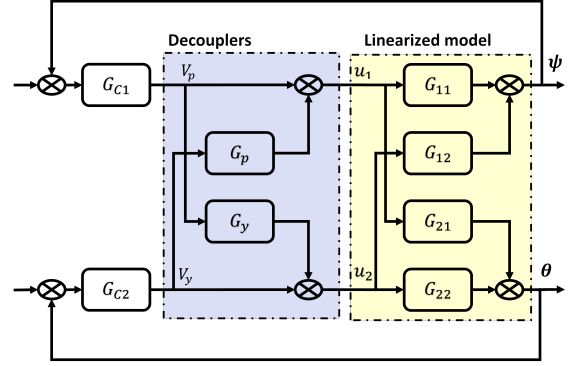 Decouplers Linearized model
G_{C1} V_p u_1 G_{11} ψ
G_p G_{12}
G_y G_{21}
G_{C2} V_y u_2 G_{22} θ